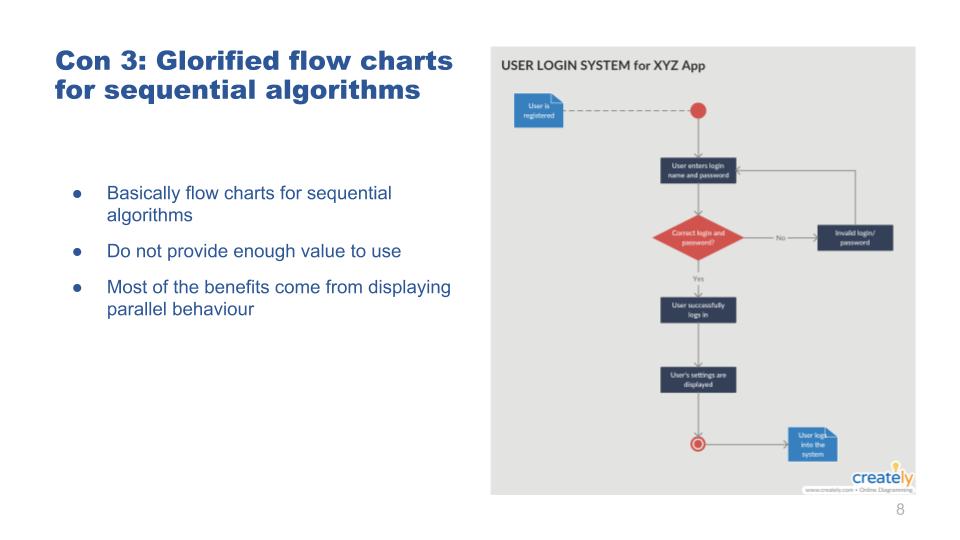 Con 3: Glorified flow charts
for sequential algorithms
● Basically flow charts for sequential
algorithms
● Do not provide enough value to use
● Most of the benefits come from displaying
parallel behaviour
USER LOGIN SYSTEM for XYZ App
User is
registered
User enters login
name and password
Correct login and
password?
No
Invalid login/
password
Yes
User successfully
logs in
User's settings are
displayed
User logs
into the
system
creately
www.creately.com • Online Diagramming
8